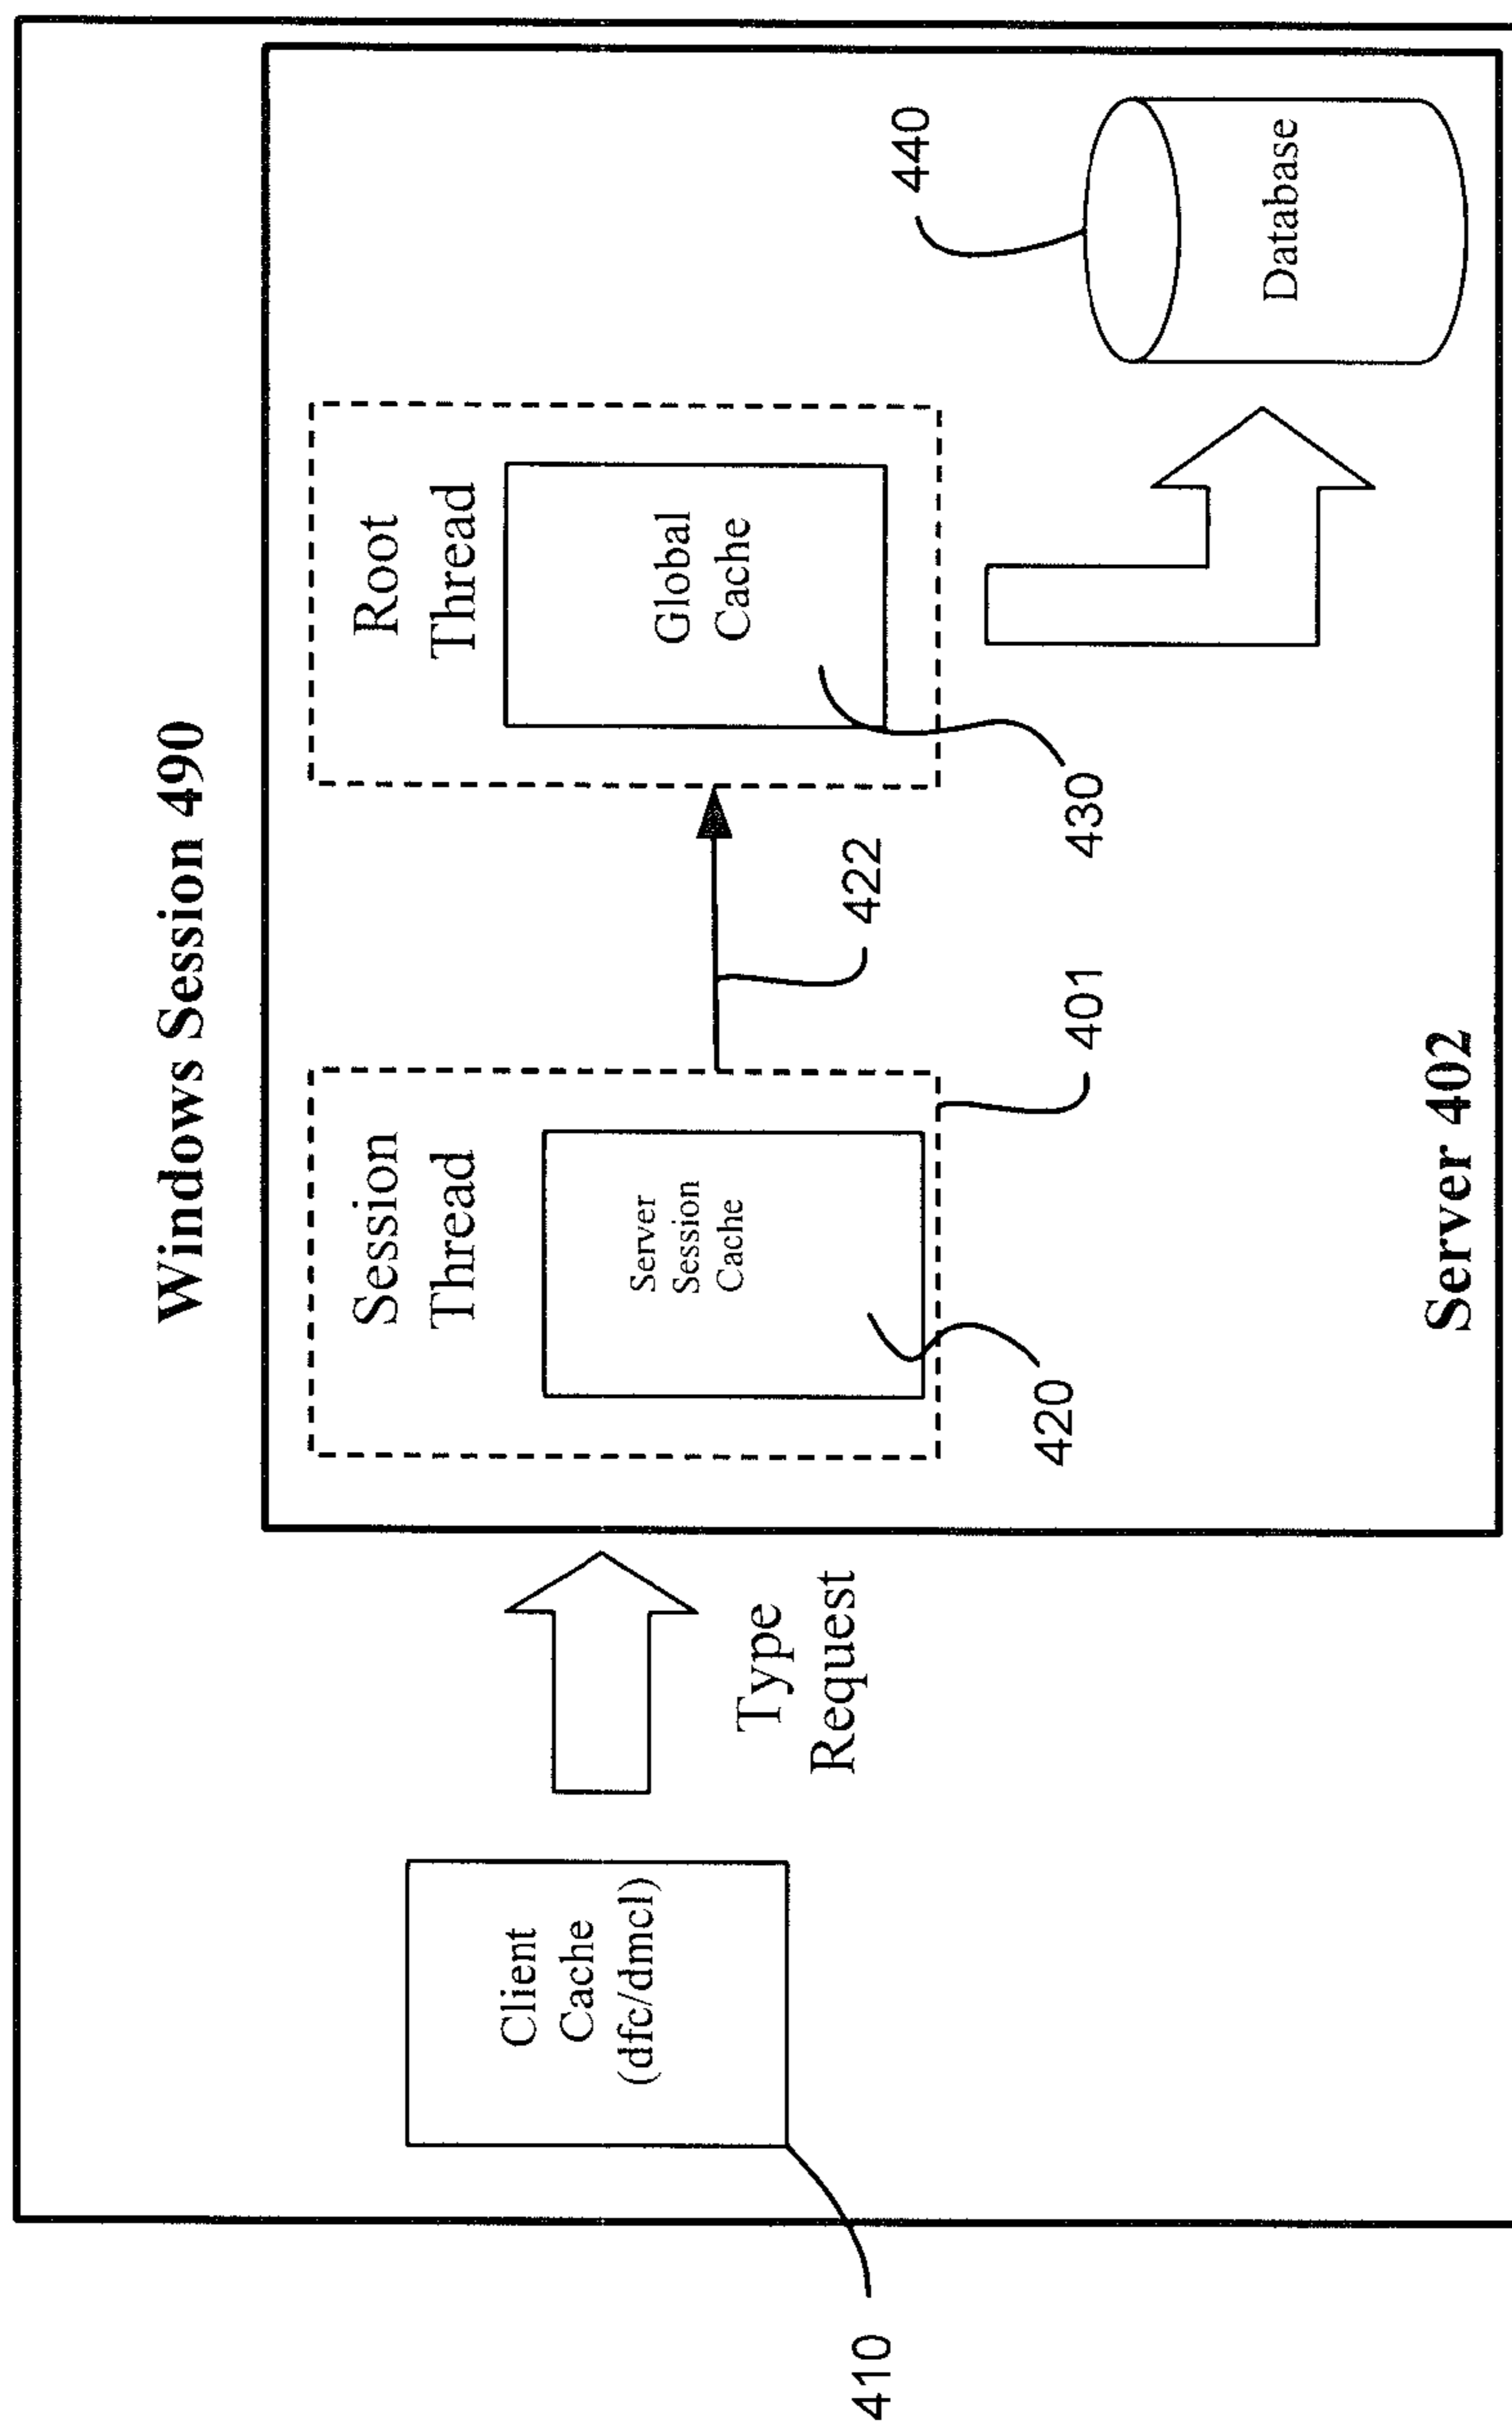 Windows Session 490
Session
Thread
Root
Thread
Client
Cache
(dfc/dmcl)
Type
Request
Server
Session
Cache
Global
Cache
Database
410
420
401
422
430
440
Server 402